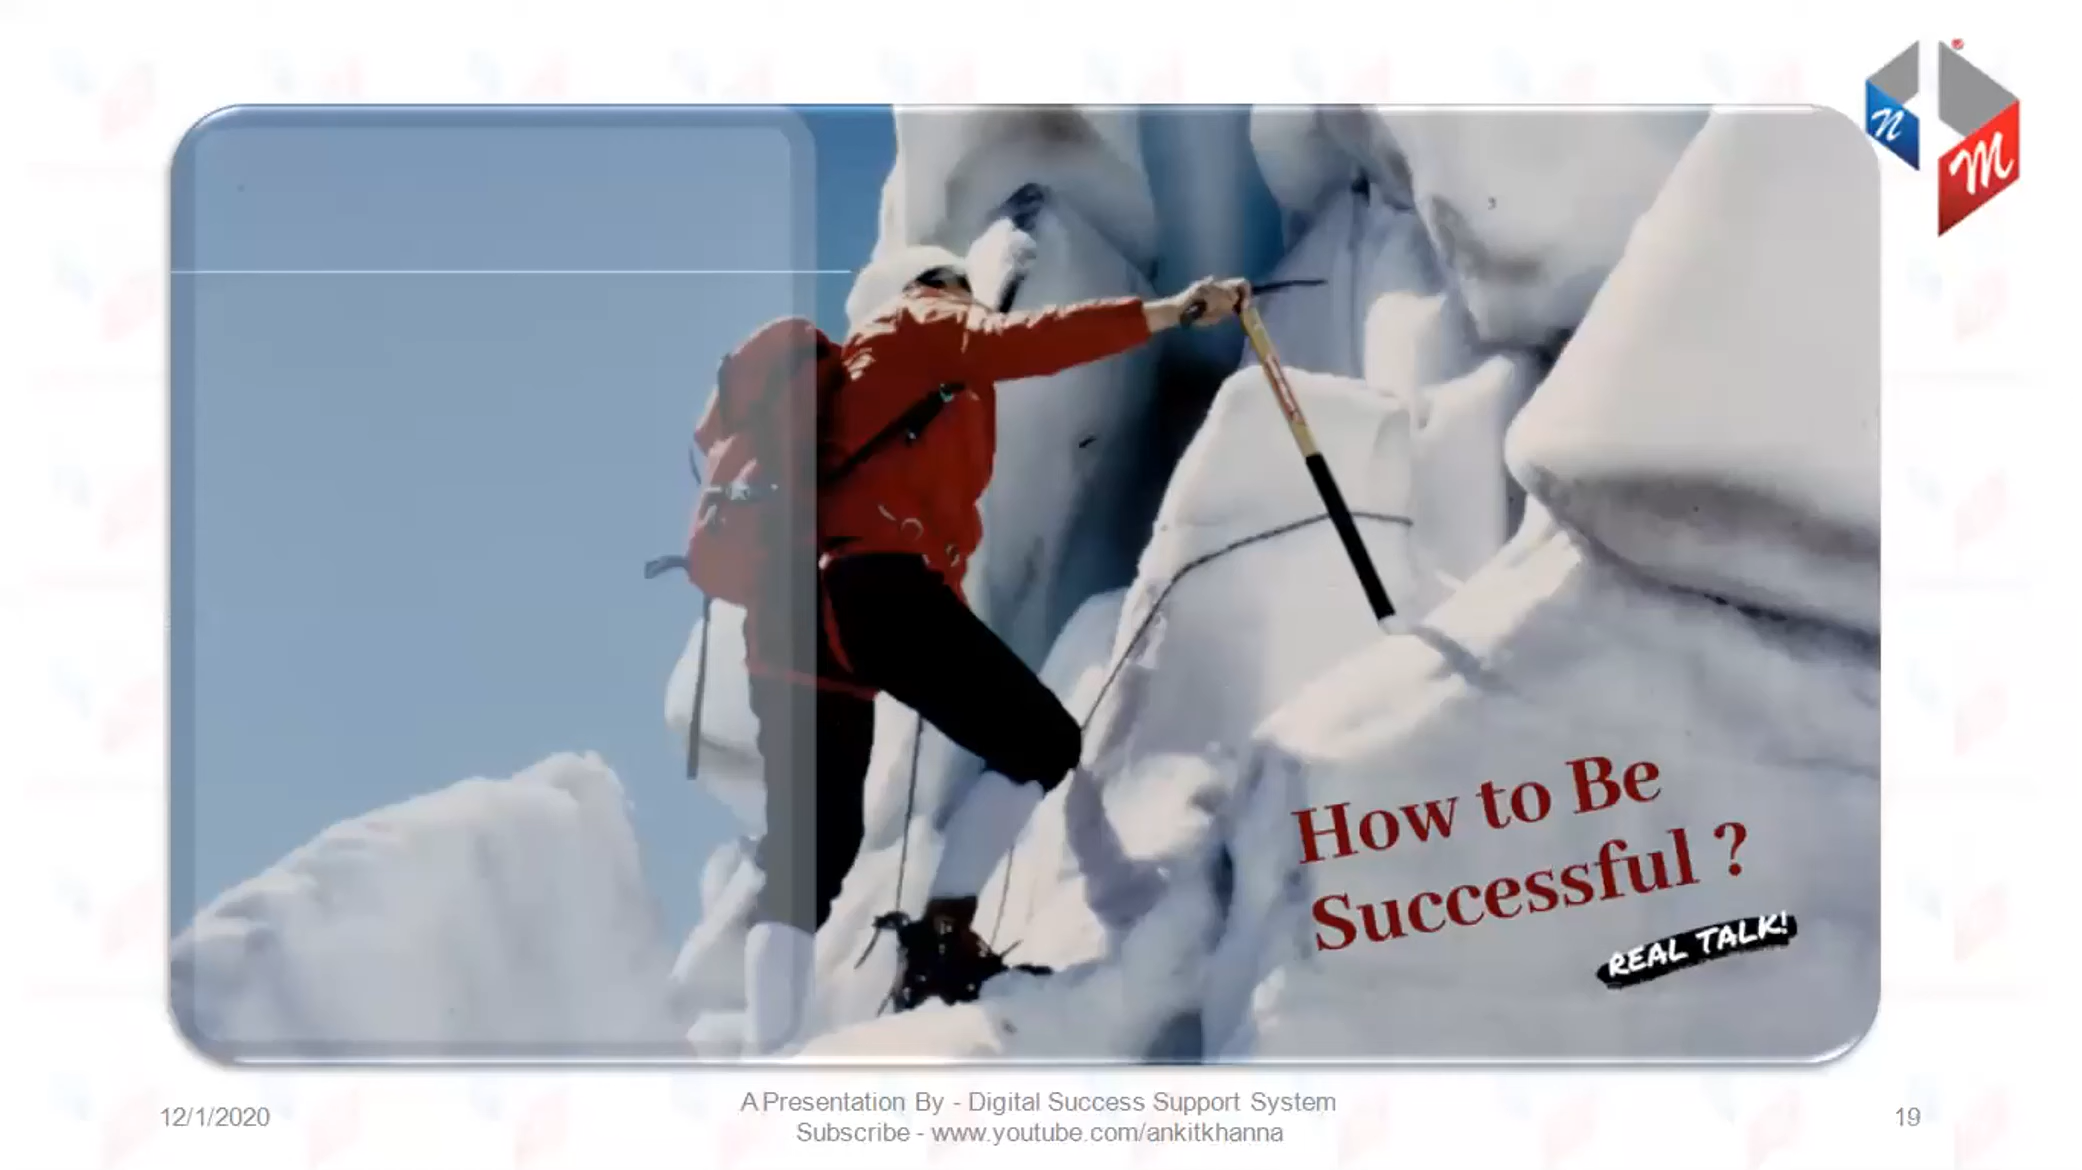 n
M
How to Be
Successful ?
REAL TALK!
12/1/2020
A Presentation By - Digital Success Support System
Subscribe - www.youtube.com/ankitkhanna
19